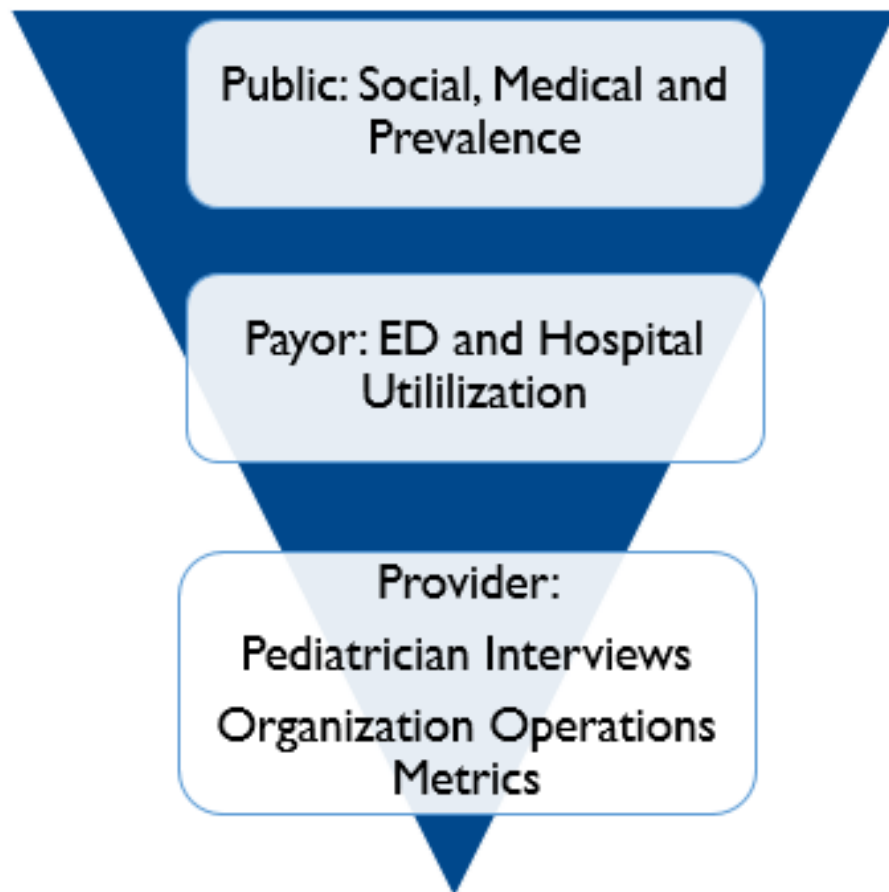 Public: Social, Medical and
Prevalence
Payor: ED and Hospital
Utililization
Provider:
Pediatrician Interviews
Organization Operations
Metrics